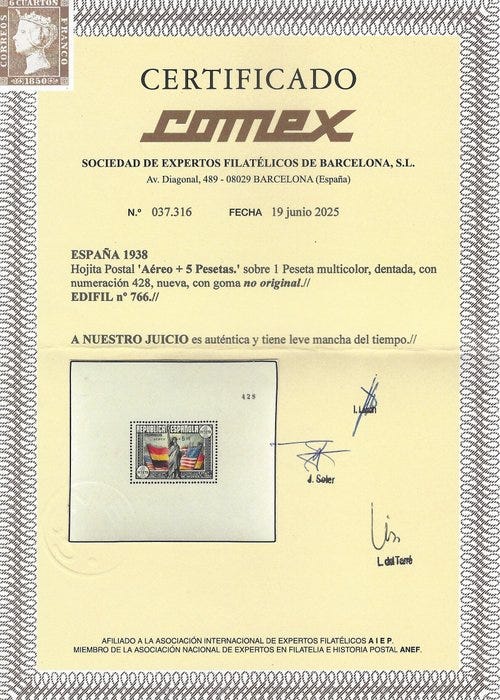 6 CUARTOS
CORREOS
FRANCO
1850
CERTIFICADO
comex
SOCIEDAD DE EXPERTOS FILATÉLICOS DE BARCELONA, S.L.
Av. Diagonal, 489 - 08029 BARCELONA (España)
N.º 037.316 FECHA 19 junio 2025
ESPAÑA 1938
Hojita Postal 'Aéreo + 5 Pesetas.' sobre 1 Peseta multicolor, dentada, con
numeración 428, nueva, con goma no original.//
EDIFIL nº 766.//
A NUESTRO JUICIO es auténtica y tiene leve mancha del tiempo.//
428
REPUBLICA ESPAÑOLA
J. Soler
L. del Tarré
AFILIADO A LA ASOCIACIÓN INTERNACIONAL DE EXPERTOS FILATÉLICOS A I E P.
MIEMBRO DE LA ASOCIACIÓN NACIONAL DE EXPERTOS EN FILATELIA E HISTORIA POSTAL ANEF.